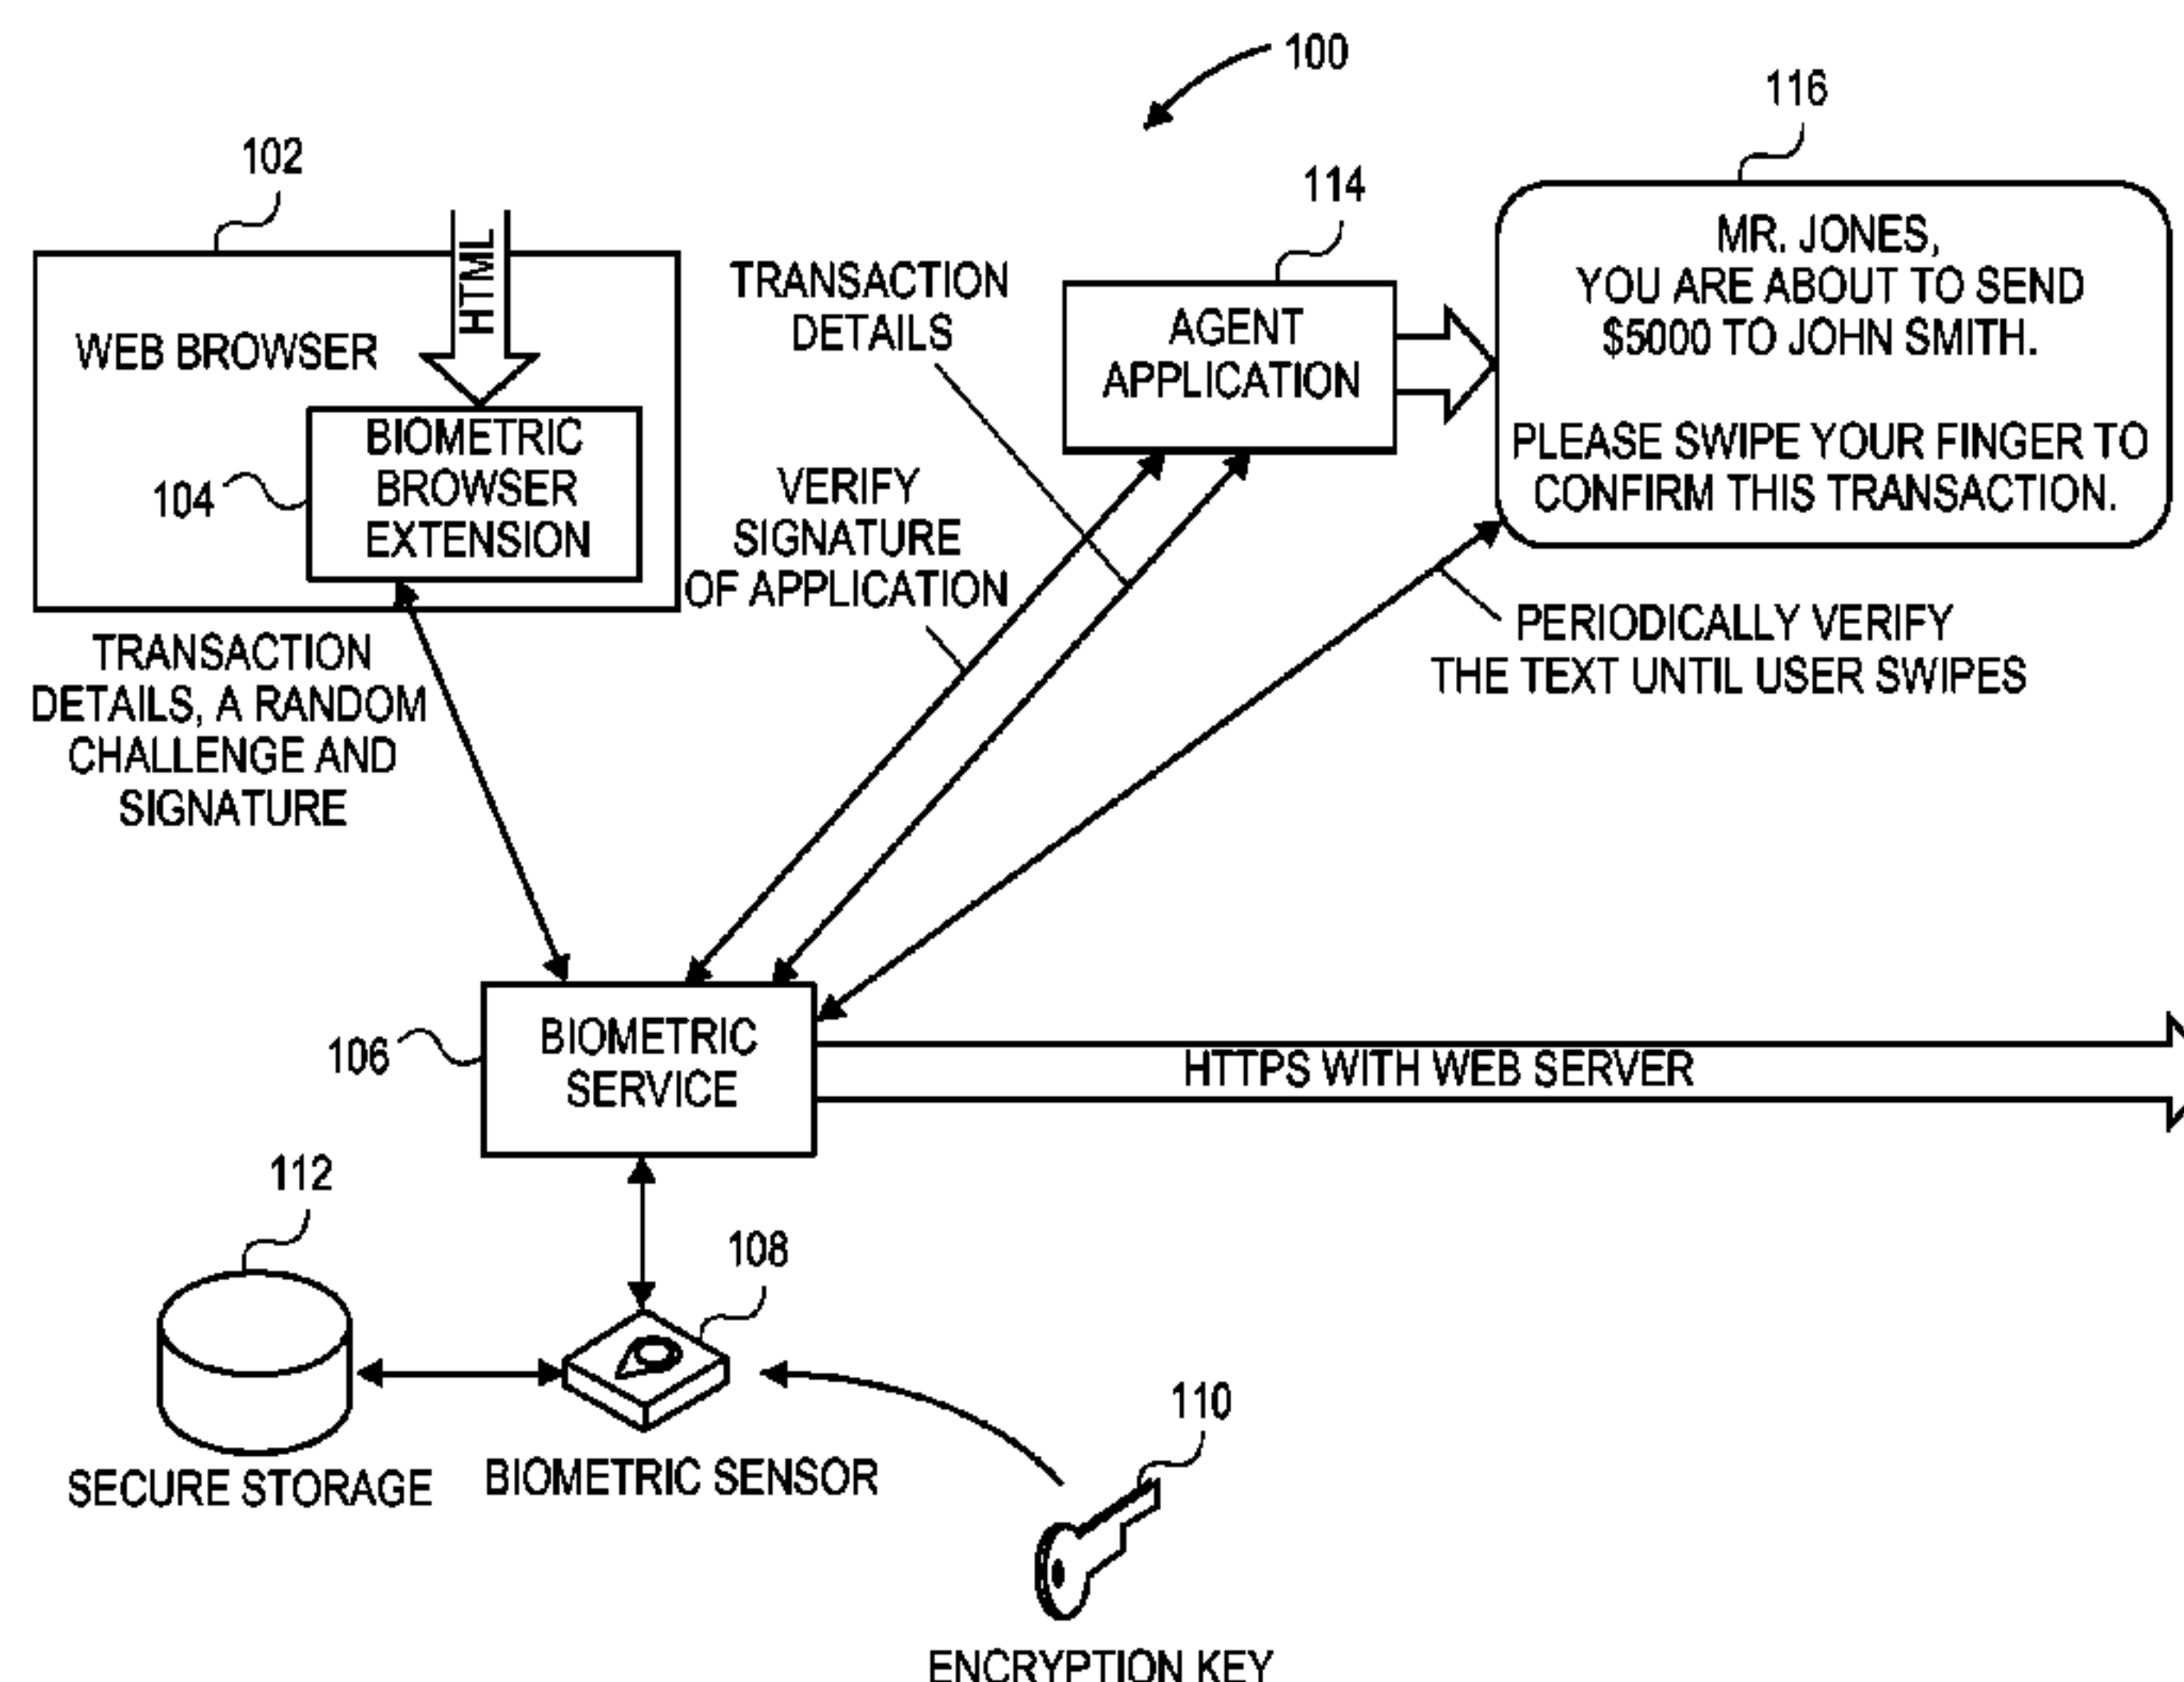 100
116
102
114
HTML
MR. JONES,
YOU ARE ABOUT TO SEND
$5000 TO JOHN SMITH.
PLEASE SWIPE YOUR FINGER TO
CONFIRM THIS TRANSACTION.
TRANSACTION
DETAILS
AGENT
APPLICATION
WEB BROWSER
BIOMETRIC
BROWSER
EXTENSION
104
VERIFY
SIGNATURE
OF APPLICATION
PERIODICALLY VERIFY
THE TEXT UNTIL USER SWIPES
TRANSACTION
DETAILS, A RANDOM
CHALLENGE AND
SIGNATURE
106
BIOMETRIC
SERVICE
HTTPS WITH WEB SERVER
112
108
110
SECURE STORAGE
BIOMETRIC SENSOR
ENCRYPTION KEY